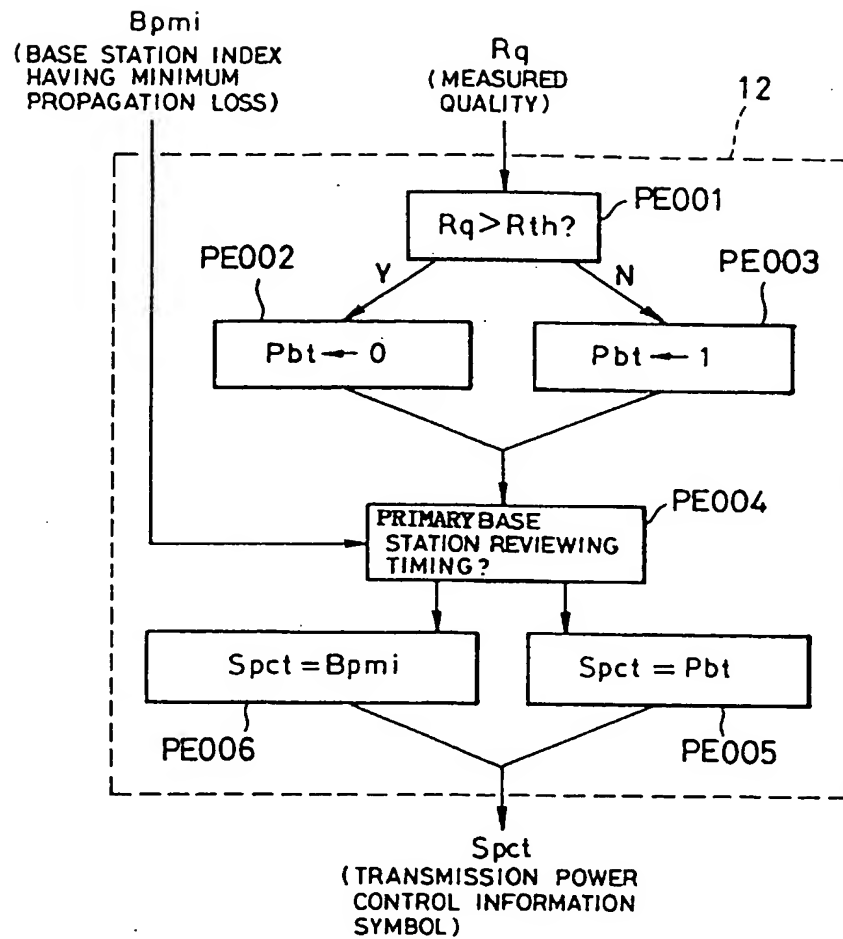 Bpmi
(BASE STATION INDEX
HAVING MINIMUM
PROPAGATION LOSS)
Rq
(MEASURED
QUALITY)
12
Rq>Rth?
PE001
PE002
Y
N
PE003
Pbt ← 0
Pbt ← 1
PRIMARY BASE
STATION REVIEWING
TIMING?
PE004
Spct = Bpmi
Spct = Pbt
PE006
PE005
Spct
(TRANSMISSION POWER
CONTROL INFORMATION
SYMBOL)